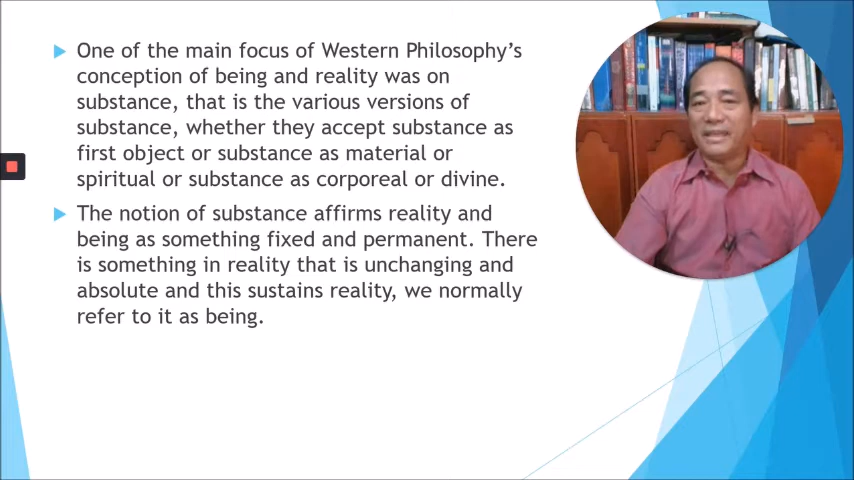 One of the main focus of Western Philosophy's
conception of being and reality was on
substance, that is the various versions of
substance, whether they accept substance as
first object or substance as material or
spiritual or substance as corporeal or divine.
The notion of substance affirms reality and
being as something fixed and permanent. There
is something in reality that is unchanging and
absolute and this sustains reality, we normally
refer to it as being.